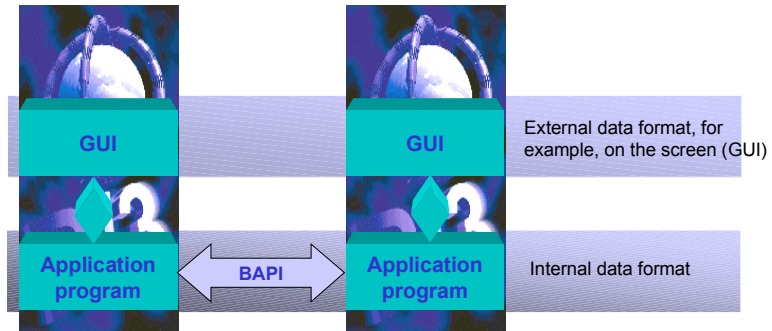 GUI
GUI
External data format, for
example, on the screen (GUI)
Application
program
BAPI
Application
program
Internal data format